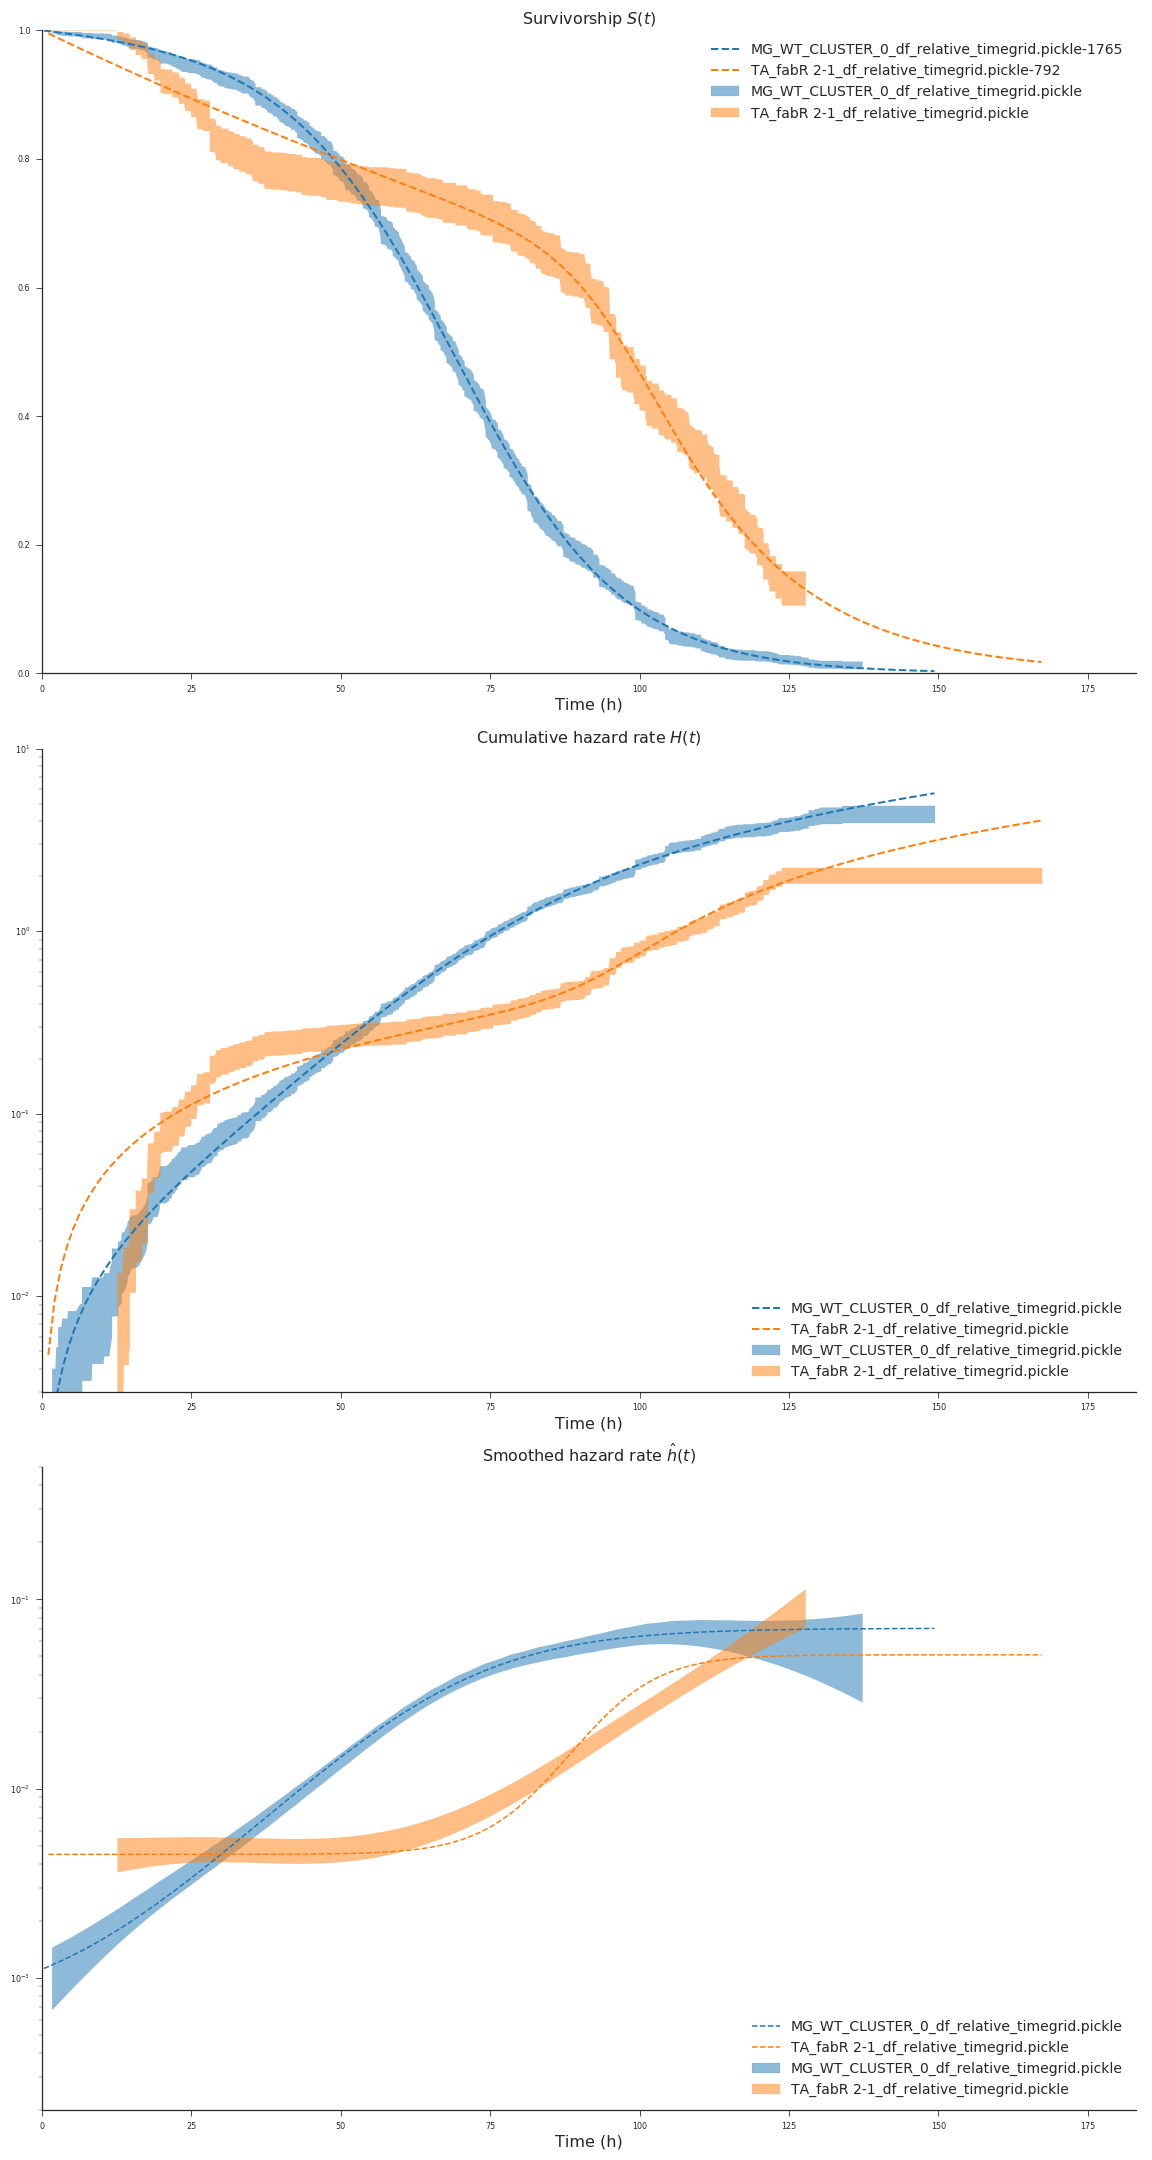 Survivorship S(t)
1.0
0.8
0.6
0.4
0.2
0.0
MG_WT_CLUSTER_0_df_relative_timegrid.pickle-1765
TA_fabR 2-1_df_relative_timegrid.pickle-792
MG_WT_CLUSTER_0_df_relative_timegrid.pickle
TA_fabR 2-1_df_relative_timegrid.pickle
0 25 50 75 100 125 150 175
Time (h)
Cumulative hazard rate H(t)
10¹
10⁰
10⁻¹
10⁻²
MG_WT_CLUSTER_0_df_relative_timegrid.pickle
TA_fabR 2-1_df_relative_timegrid.pickle
MG_WT_CLUSTER_0_df_relative_timegrid.pickle
TA_fabR 2-1_df_relative_timegrid.pickle
0 25 50 75 100 125 150 175
Time (h)
Smoothed hazard rate ĥ(t)
10⁻¹
10⁻²
10⁻³
MG_WT_CLUSTER_0_df_relative_timegrid.pickle
TA_fabR 2-1_df_relative_timegrid.pickle
MG_WT_CLUSTER_0_df_relative_timegrid.pickle
TA_fabR 2-1_df_relative_timegrid.pickle
0 25 50 75 100 125 150 175
Time (h)